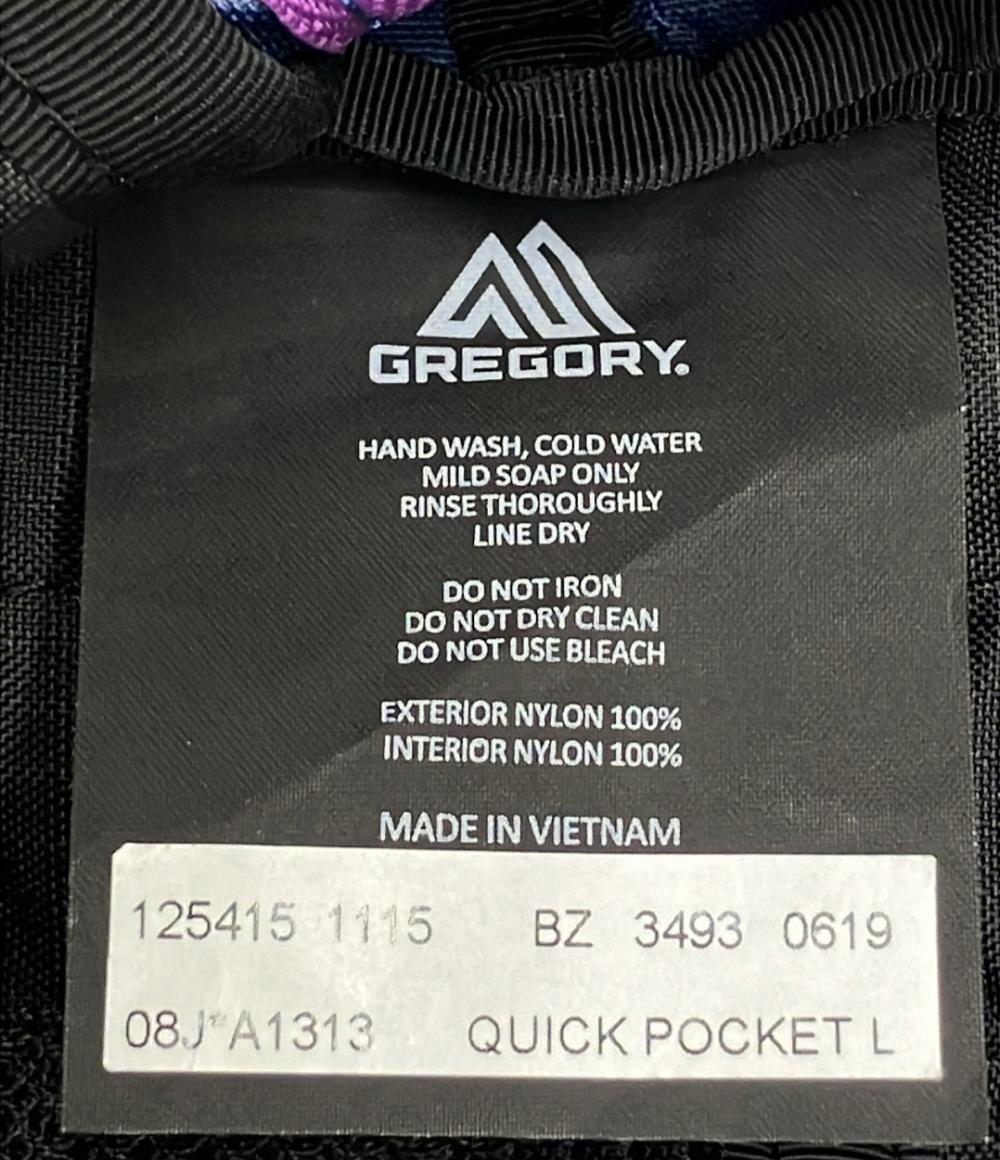 GREGORY.
HAND WASH, COLD WATER
MILD SOAP ONLY
RINSE THOROUGHLY
LINE DRY
DO NOT IRON
DO NOT DRY CLEAN
DO NOT USE BLEACH
EXTERIOR NYLON 100%
INTERIOR NYLON 100%
MADE IN VIETNAM
125415 1115 BZ 3493 0619
08J*A1313 QUICK POCKET L